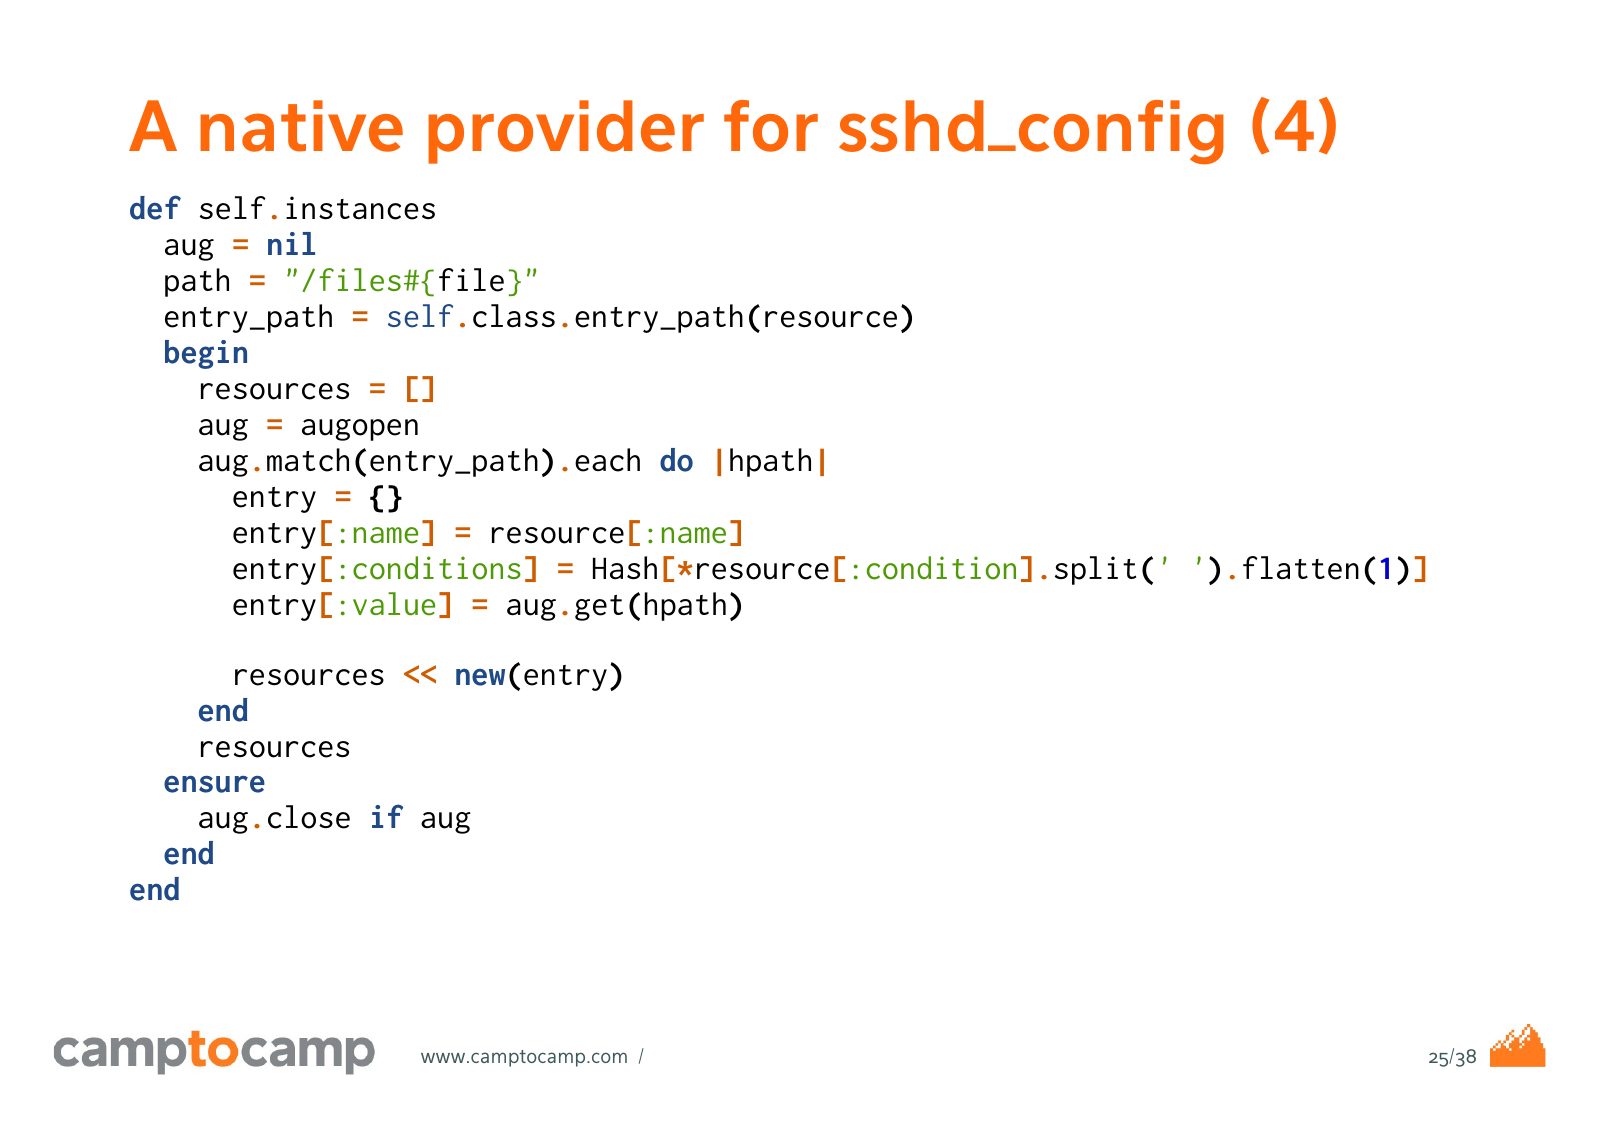 A native provider for sshd_config (4)
def self.instances
  aug = nil
  path = "/files#{file}"
  entry_path = self.class.entry_path(resource)
  begin
    resources = []
    aug = augopen
    aug.match(entry_path).each do |hpath|
      entry = {}
      entry[:name] = resource[:name]
      entry[:conditions] = Hash[*resource[:condition].split(' ').flatten(1)]
      entry[:value] = aug.get(hpath)

      resources << new(entry)
    end
    resources
  ensure
    aug.close if aug
  end
end
camptocamp
www.camptocamp.com /
25/38